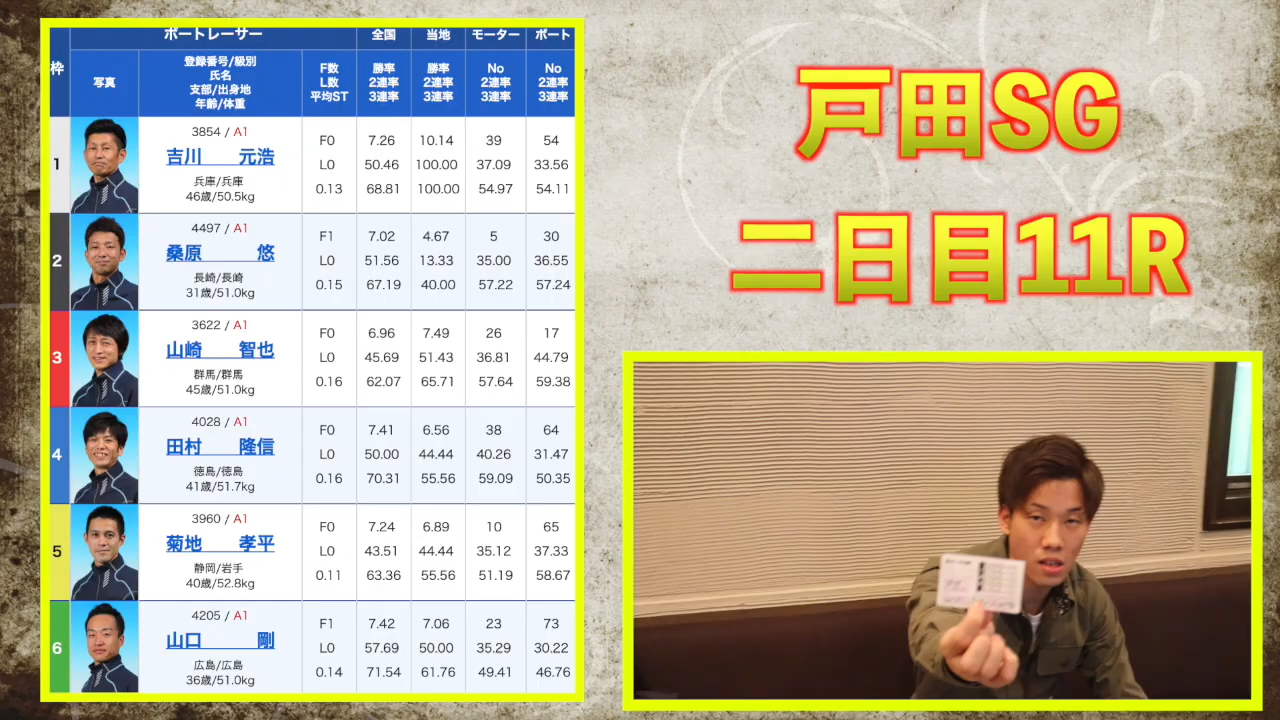 ボートレーサー 全国 当地 モーター ボート
枠 写真 登録番号/級別 氏名 支部/出身地 年齢/体重 F数 L数 平均ST 勝率 2連率 3連率 勝率 2連率 3連率 No 2連率 3連率 No 2連率 3連率
1 3854 / A1 F0 7.26 10.14 39 54
吉川 元浩 L0 50.46 100.00 37.09 33.56
兵庫/兵庫 0.13 68.81 100.00 54.97 54.11
46歳/50.5kg
2 4497 / A1 F1 7.02 4.67 5 30
桑原 悠 L0 51.56 13.33 35.00 36.55
長崎/長崎 0.15 67.19 40.00 57.22 57.24
31歳/51.0kg
3 3622 / A1 F0 6.96 7.49 26 17
山崎 智也 L0 45.69 51.43 36.81 44.79
群馬/群馬 0.16 62.07 65.71 57.64 59.38
45歳/51.0kg
4 4028 / A1 F0 7.41 6.56 38 64
田村 隆信 L0 50.00 44.44 40.26 31.47
徳島/徳島 0.16 70.31 55.56 59.09 50.35
41歳/51.7kg
5 3960 / A1 F0 7.24 6.89 10 65
菊地 孝平 L0 43.51 44.44 35.12 37.33
静岡/岩手 0.11 63.36 55.56 51.19 58.67
40歳/52.8kg
6 4205 / A1 F1 7.42 7.06 23 73
山口 剛 L0 57.69 50.00 35.29 30.22
広島/広島 0.14 71.54 61.76 49.41 46.76
36歳/51.0kg
戸田SG
二日目11R